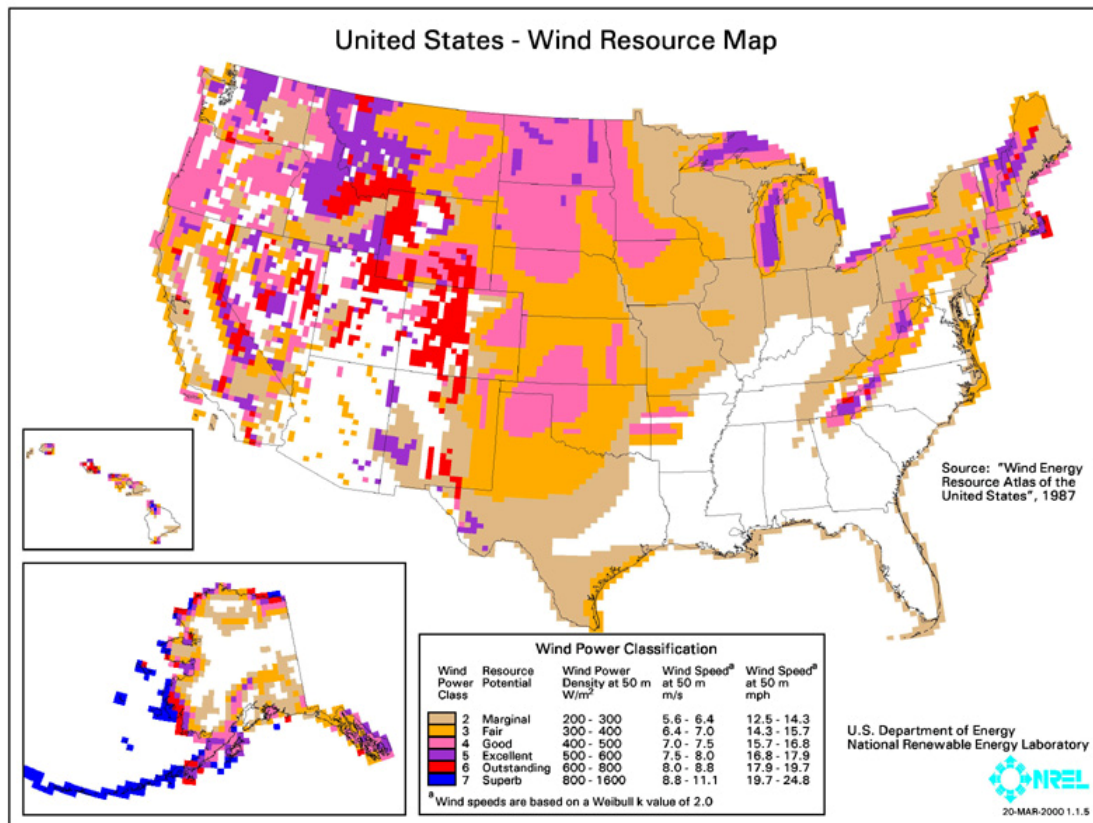 United States - Wind Resource Map
Source: "Wind Energy
Resource Atlas of the
United States", 1987
Wind Power Classification
Wind Power Class Resource Potential Wind Power Density at 50 m W/m² Wind Speedᵃ at 50 m m/s Wind Speedᵃ at 50 m mph
2 Marginal 200 - 300 5.6 - 6.4 12.5 - 14.3
3 Fair 300 - 400 6.4 - 7.0 14.3 - 15.7
4 Good 400 - 500 7.0 - 7.5 15.7 - 16.8
5 Excellent 500 - 600 7.5 - 8.0 16.8 - 17.9
6 Outstanding 600 - 800 8.0 - 8.8 17.9 - 19.7
7 Superb 800 - 1600 8.8 - 11.1 19.7 - 24.8
ᵃ Wind speeds are based on a Weibull k value of 2.0
U.S. Department of Energy
National Renewable Energy Laboratory
NREL
20-MAR-2000 1.1.5